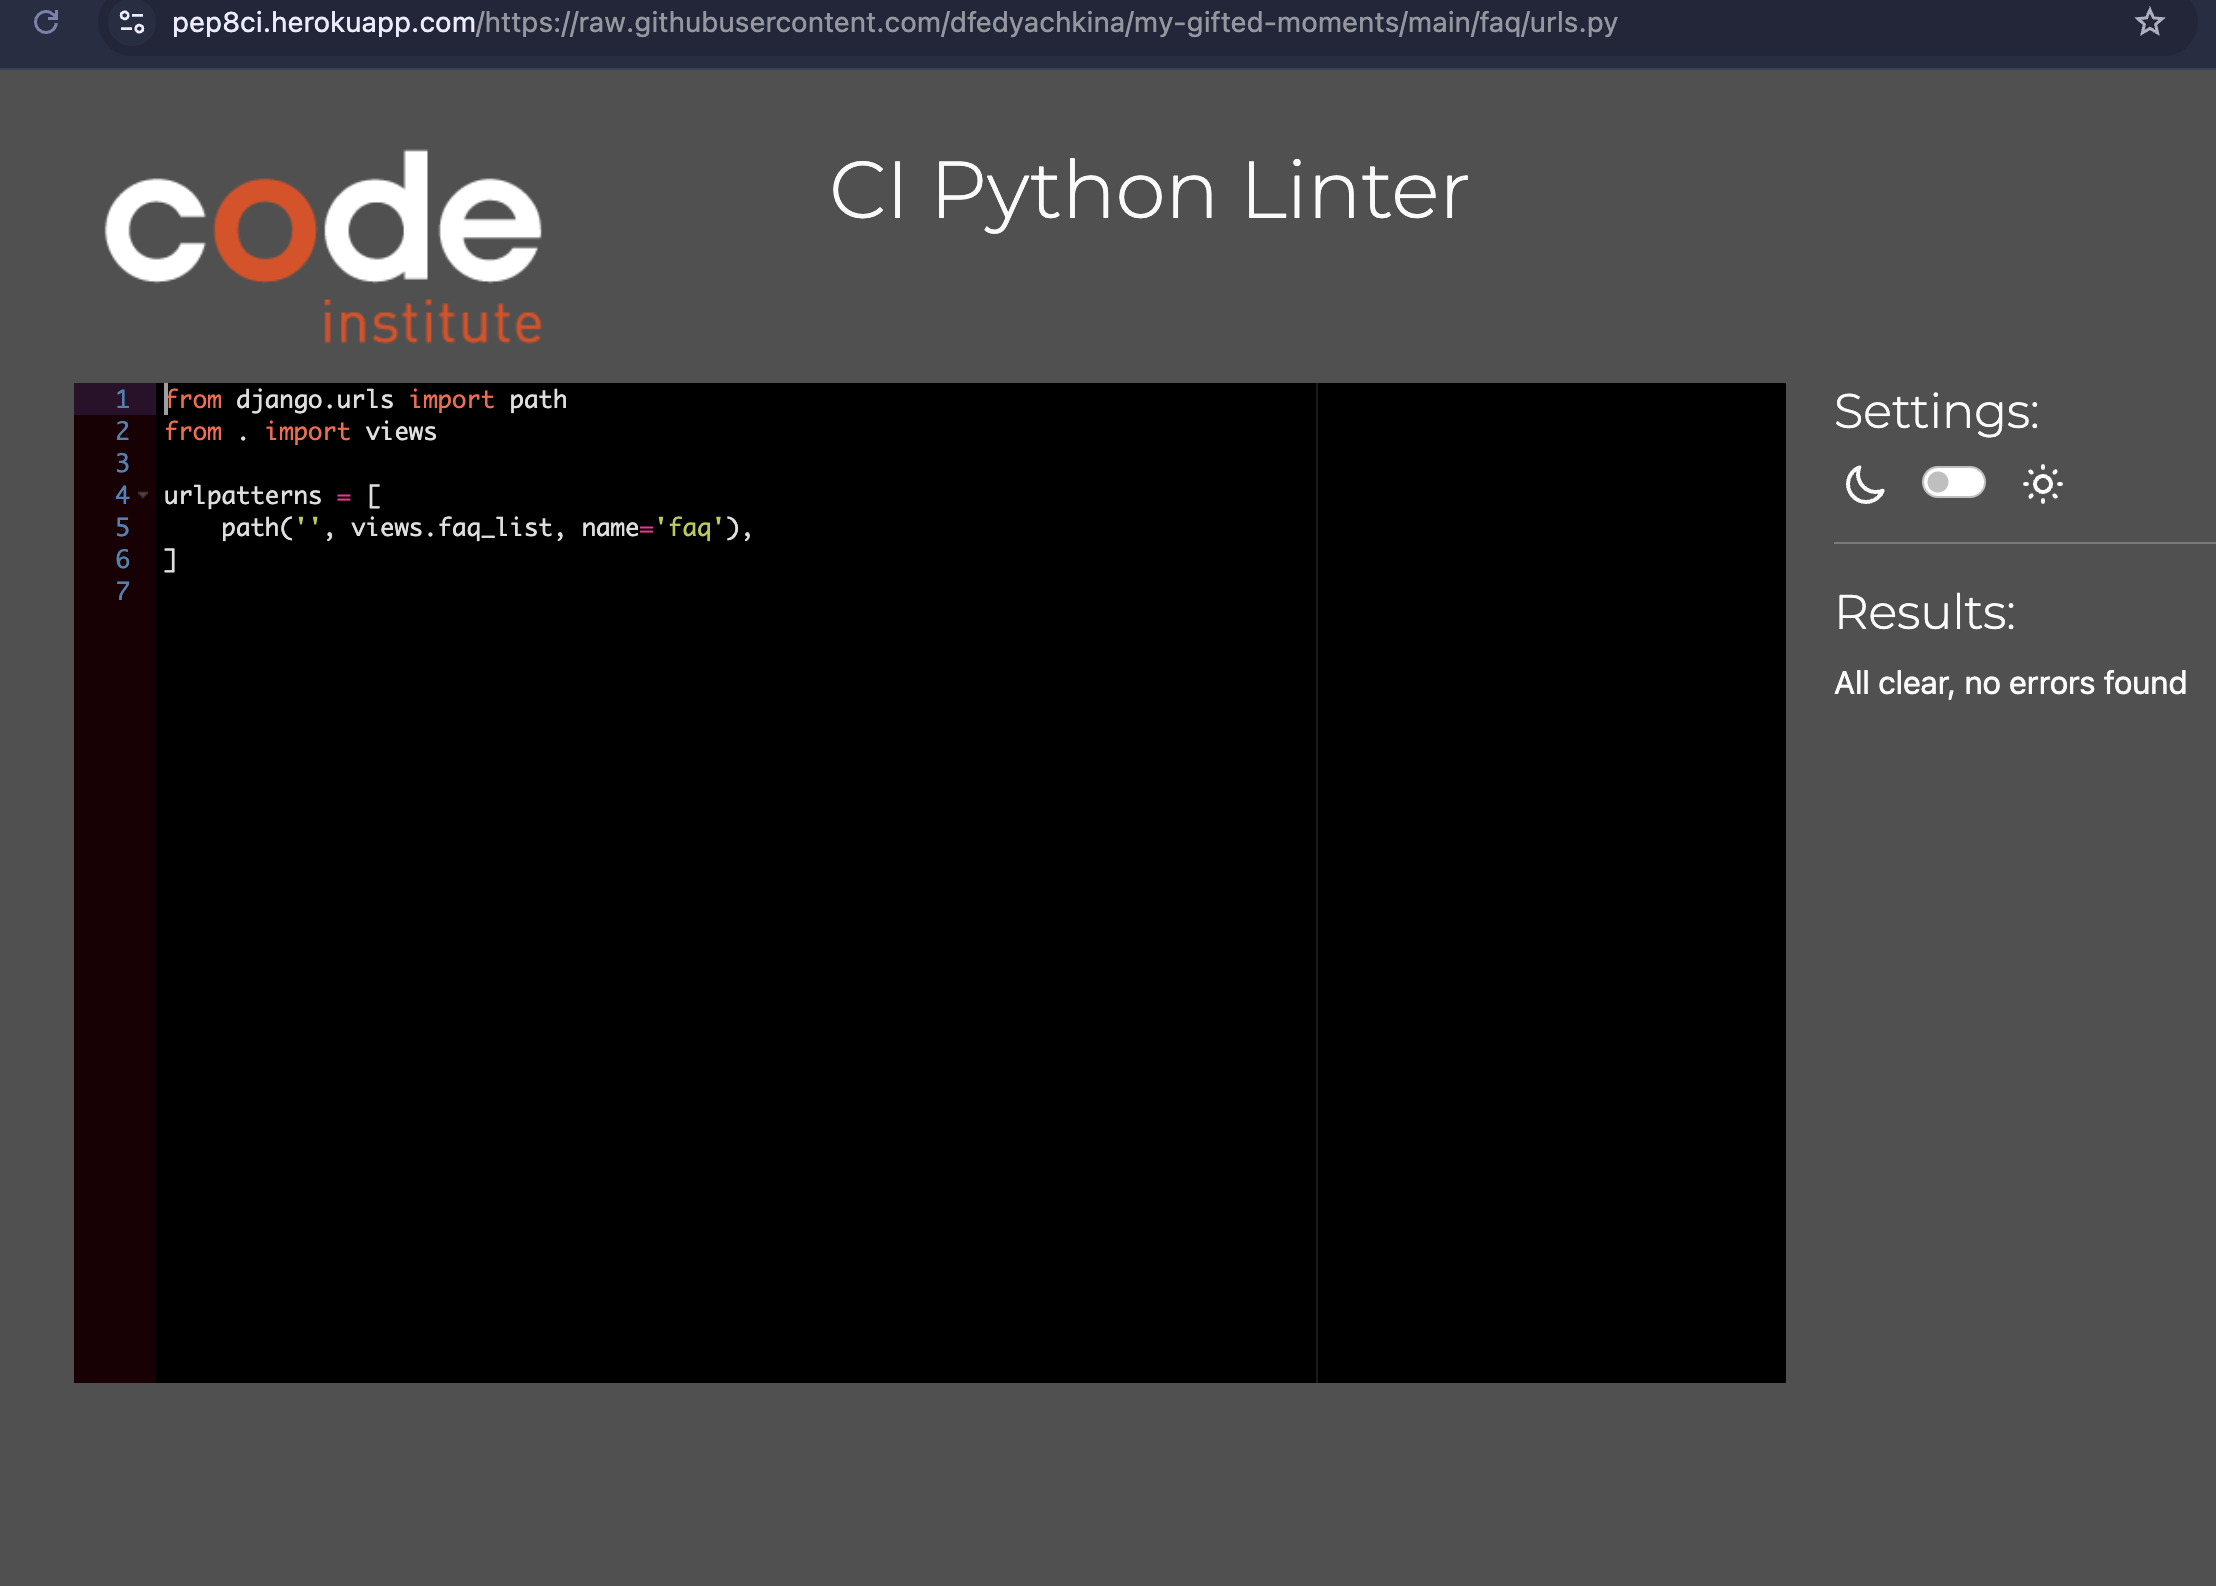 pep8ci.herokuapp.com/https://raw.githubusercontent.com/dfedyachkina/my-gifted-moments/main/faq/urls.py
code
institute
CI Python Linter
1 from django.urls import path
2 from . import views
3
4 urlpatterns = [
5     path('', views.faq_list, name='faq'),
6 ]
7
Settings:
Results:
All clear, no errors found